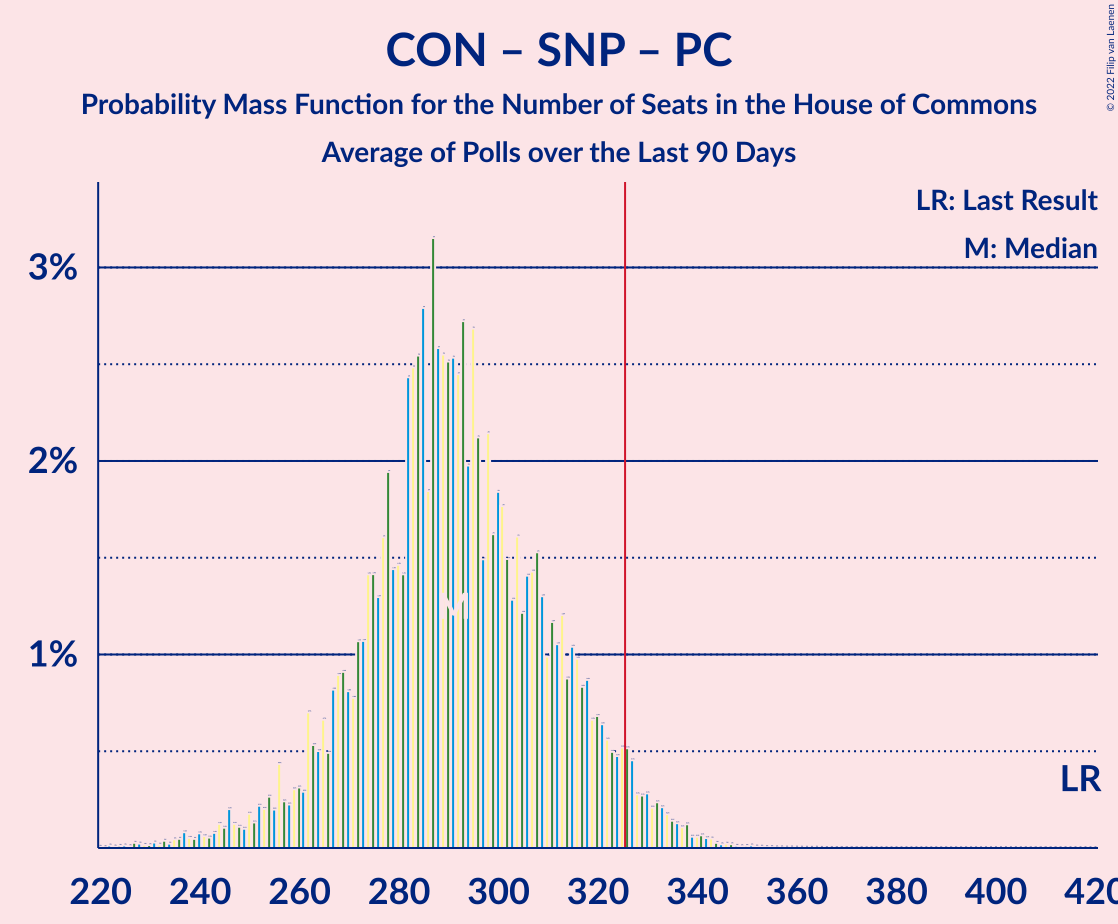 CON – SNP – PC
Probability Mass Function for the Number of Seats in the House of Commons
Average of Polls over the Last 90 Days
© 2022 Filip van Laenen
LR: Last Result
M: Median
3%
2%
1%
M
LR
220 240 260 280 300 320 340 360 380 400 420